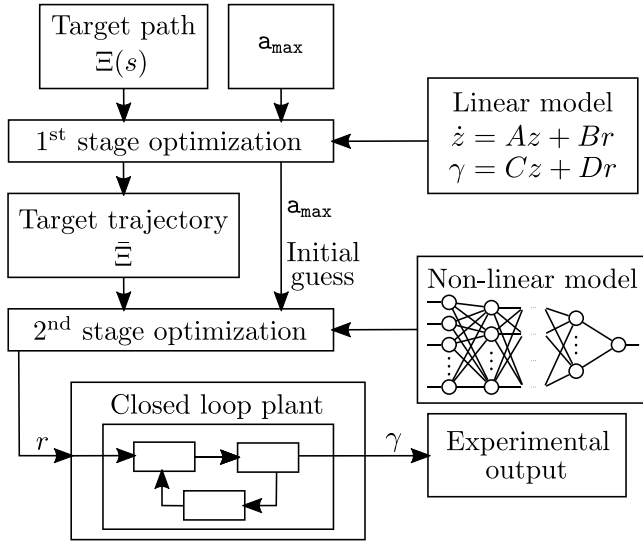 Target path
Ξ(s)
a_max
1st stage optimization
Linear model
ż = Az + Br
γ = Cz + Dr
Target trajectory
Ξ̄
a_max
Initial
guess
Non-linear model
2nd stage optimization
Closed loop plant
r
γ
Experimental
output